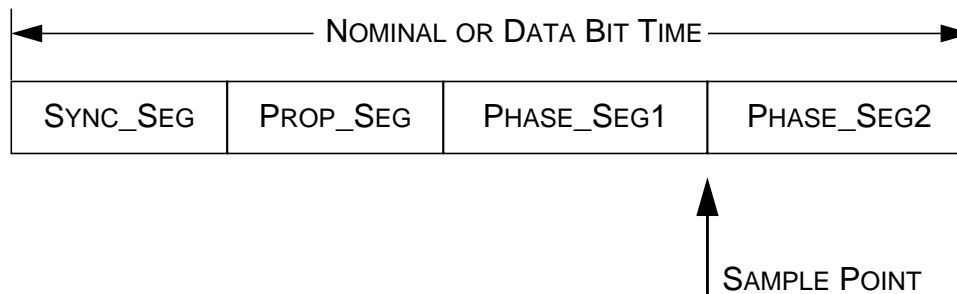 NOMINAL OR DATA BIT TIME
SYNC_SEG PROP_SEG PHASE_SEG1 PHASE_SEG2
SAMPLE POINT